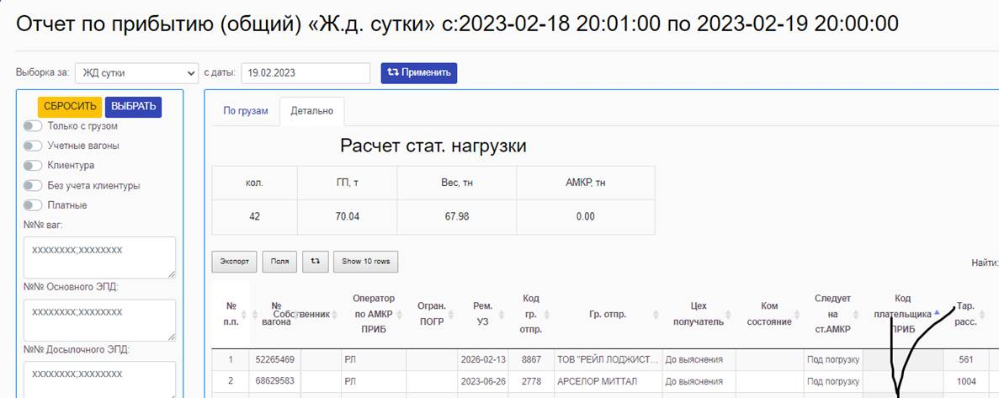 Отчет по прибытию (общий) «Ж.д. сутки» с:2023-02-18 20:01:00 по 2023-02-19 20:00:00
Выборка за: ЖД сутки с даты: 19.02.2023 Применить
СБРОСИТЬ ВЫБРАТЬ
Только с грузом
Учетные вагоны
Клиентура
Без учета клиентуры
Платные
№№ ваг:
xxxxxxxx;xxxxxxxx
№№ Основного ЭПД:
xxxxxxxx;xxxxxxxx
№№ Досылочного ЭПД:
xxxxxxxx;xxxxxxxx
По грузам Детально
Расчет стат. нагрузки
кол. ГП, т Вес, тн АМКР, тн
42 70.04 67.98 0.00
Экспорт Поля Show 10 rows
Найти:
№ п.п. № вагона Собственник Оператор по АМКР ПРИБ Огран. ПОГР Рем. УЗ Код гр. отпр. Гр. отпр. Цех получатель Ком состояние Следует на ст.АМКР Код плательщика ПРИБ Тар. расс.
1 52265469 РЛ 2026-02-13 8867 ТОВ "РЕЙЛ ЛОДЖИСТ... До выяснения Под погрузку 561
2 68629583 РЛ 2023-06-26 2778 АРСЕЛОР МИТТАЛ До выяснения Под погрузку 1004